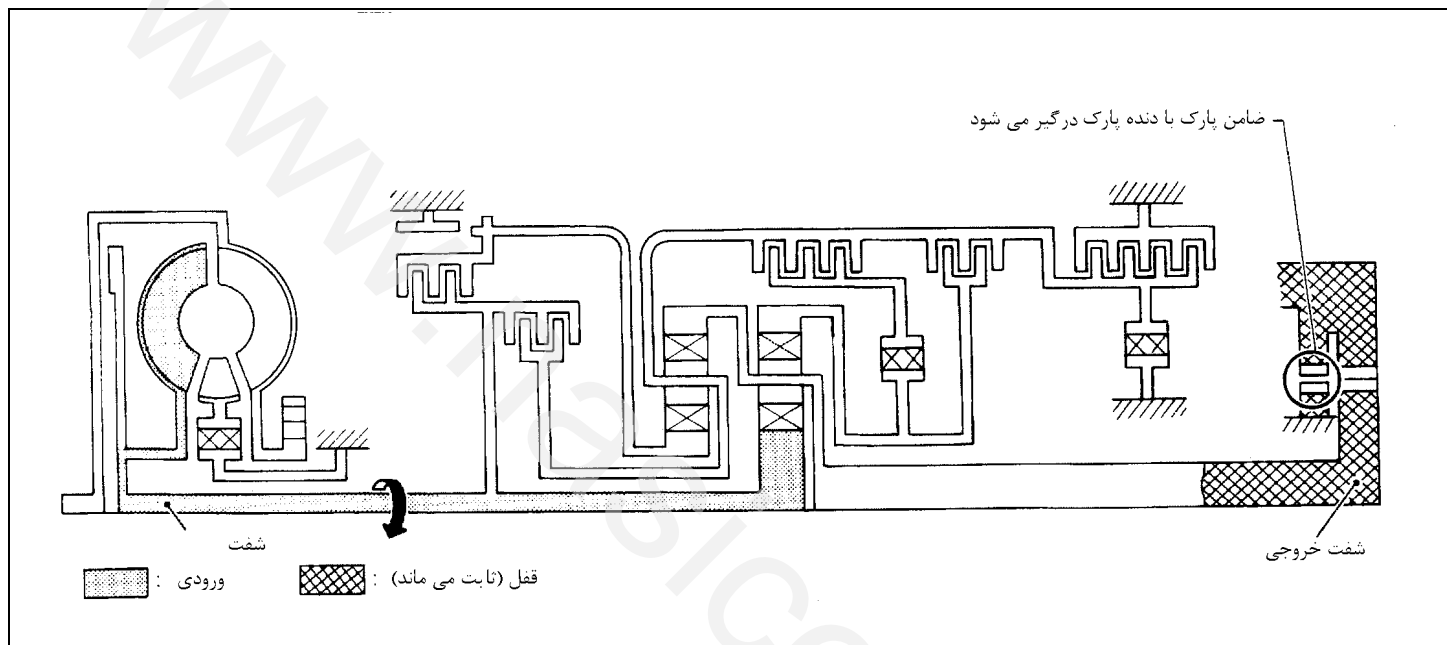 ضامن پارک با دنده پارک درگیر می شود
شفت
شفت خروجی
ورودی :
قفل (ثابت می ماند) :